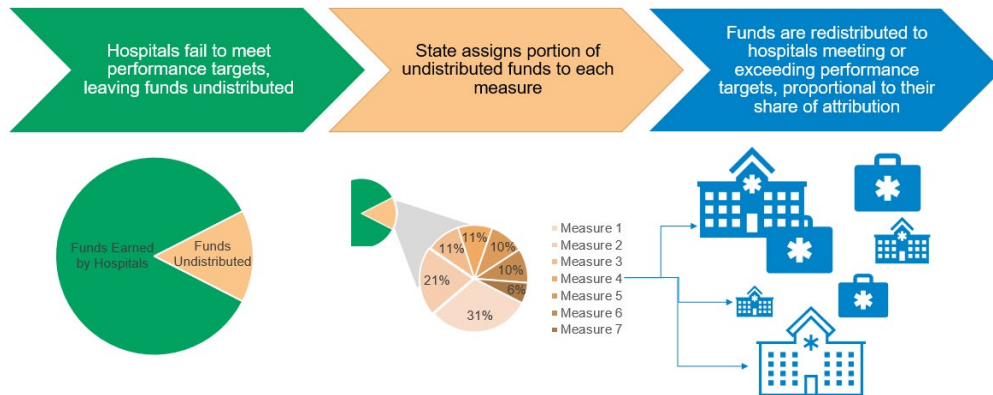 Hospitals fail to meet
performance targets,
leaving funds undistributed
State assigns portion of
undistributed funds to each
measure
Funds are redistributed to
hospitals meeting or
exceeding performance
targets, proportional to their
share of attribution
Funds Earned
by Hospitals
Funds
Undistributed
11%
11%
10%
10%
6%
21%
31%
Measure 1
Measure 2
Measure 3
Measure 4
Measure 5
Measure 6
Measure 7